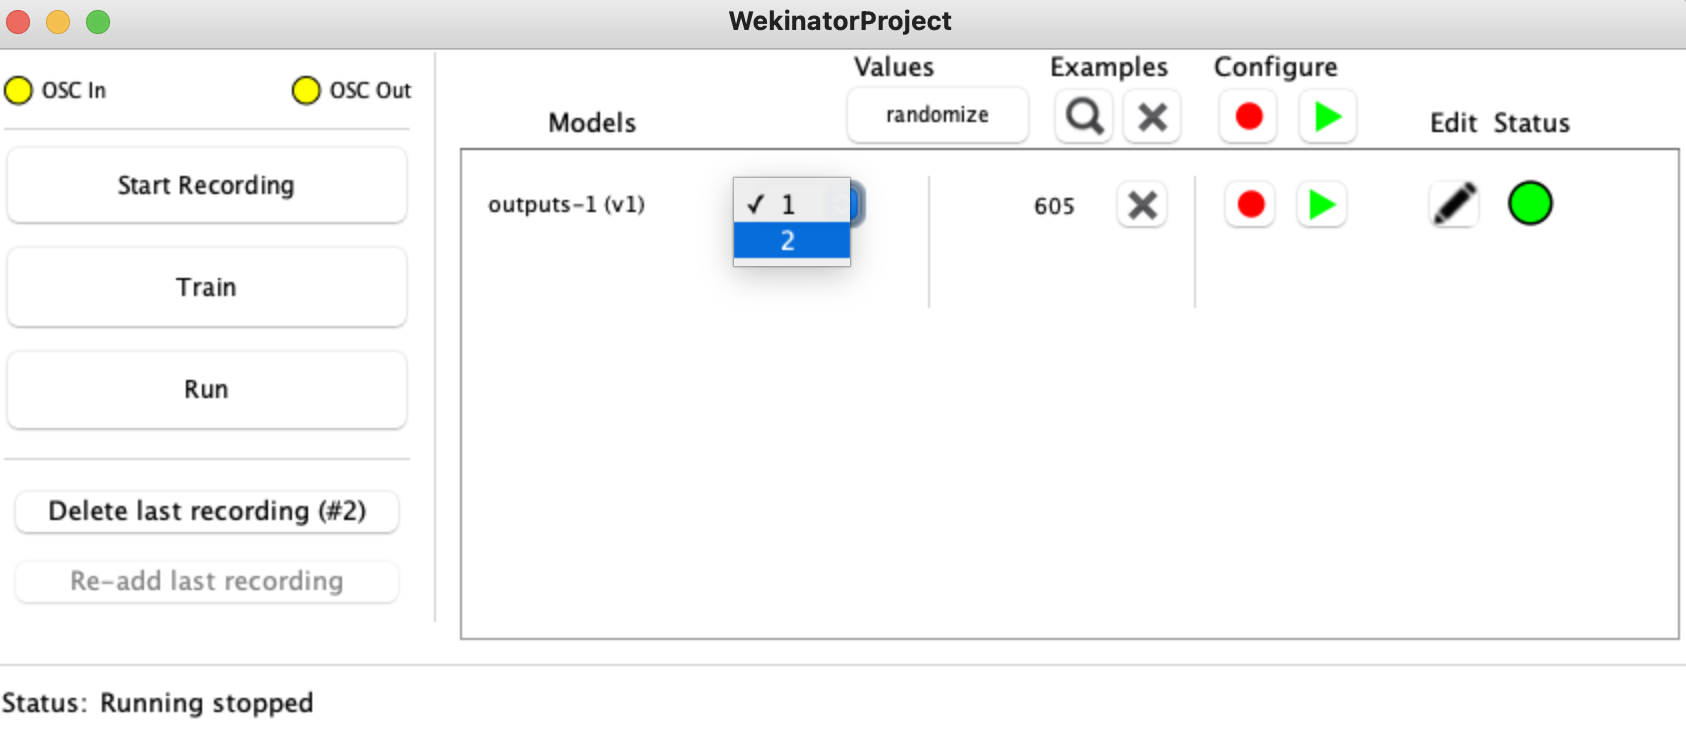 WekinatorProject
OSC In
OSC Out
Start Recording
Train
Run
Delete last recording (#2)
Re-add last recording
Models
Values
randomize
Examples
Configure
Edit
Status
outputs-1 (v1)
✓ 1
2
605
Status: Running stopped